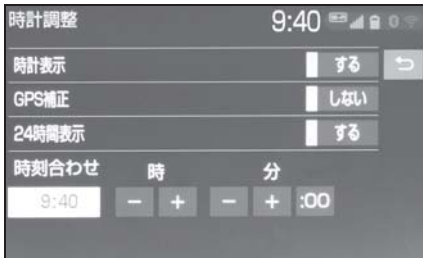 時計調整 9:40 0
時計表示 する
GPS補正 しない
24時間表示 する
時刻合わせ 時 分
9:40 − + − + :00